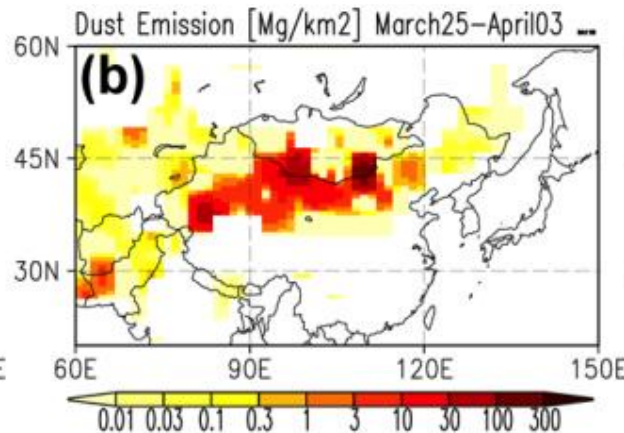 Dust Emission [Mg/km2] March25-April03
(b)
60N
45N
30N
E 60E 90E 120E 150E
0.01 0.03 0.1 0.3 1 3 10 30 100 300